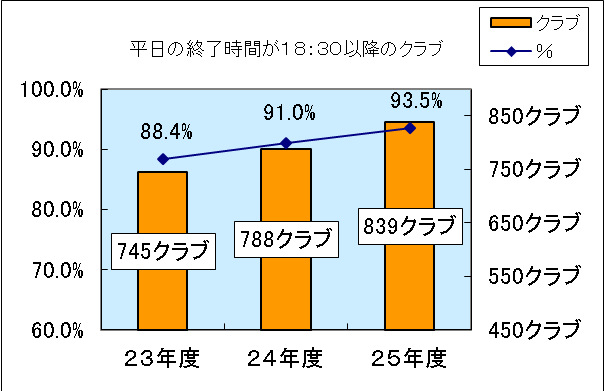 クラブ
%
平日の終了時間が18:30以降のクラブ
100.0%
90.0%
80.0%
70.0%
60.0%
88.4%
91.0%
93.5%
745クラブ
788クラブ
839クラブ
850クラブ
750クラブ
650クラブ
550クラブ
450クラブ
23年度
24年度
25年度